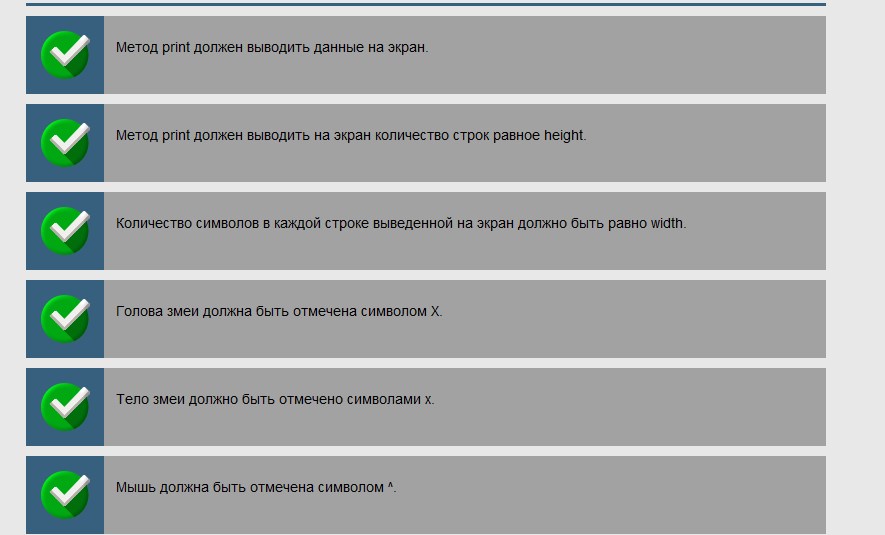 Метод print должен выводить данные на экран.
Метод print должен выводить на экран количество строк равное height.
Количество символов в каждой строке выведенной на экран должно быть равно width.
Голова змеи должна быть отмечена символом X.
Тело змеи должно быть отмечено символами x.
Мышь должна быть отмечена символом ^.